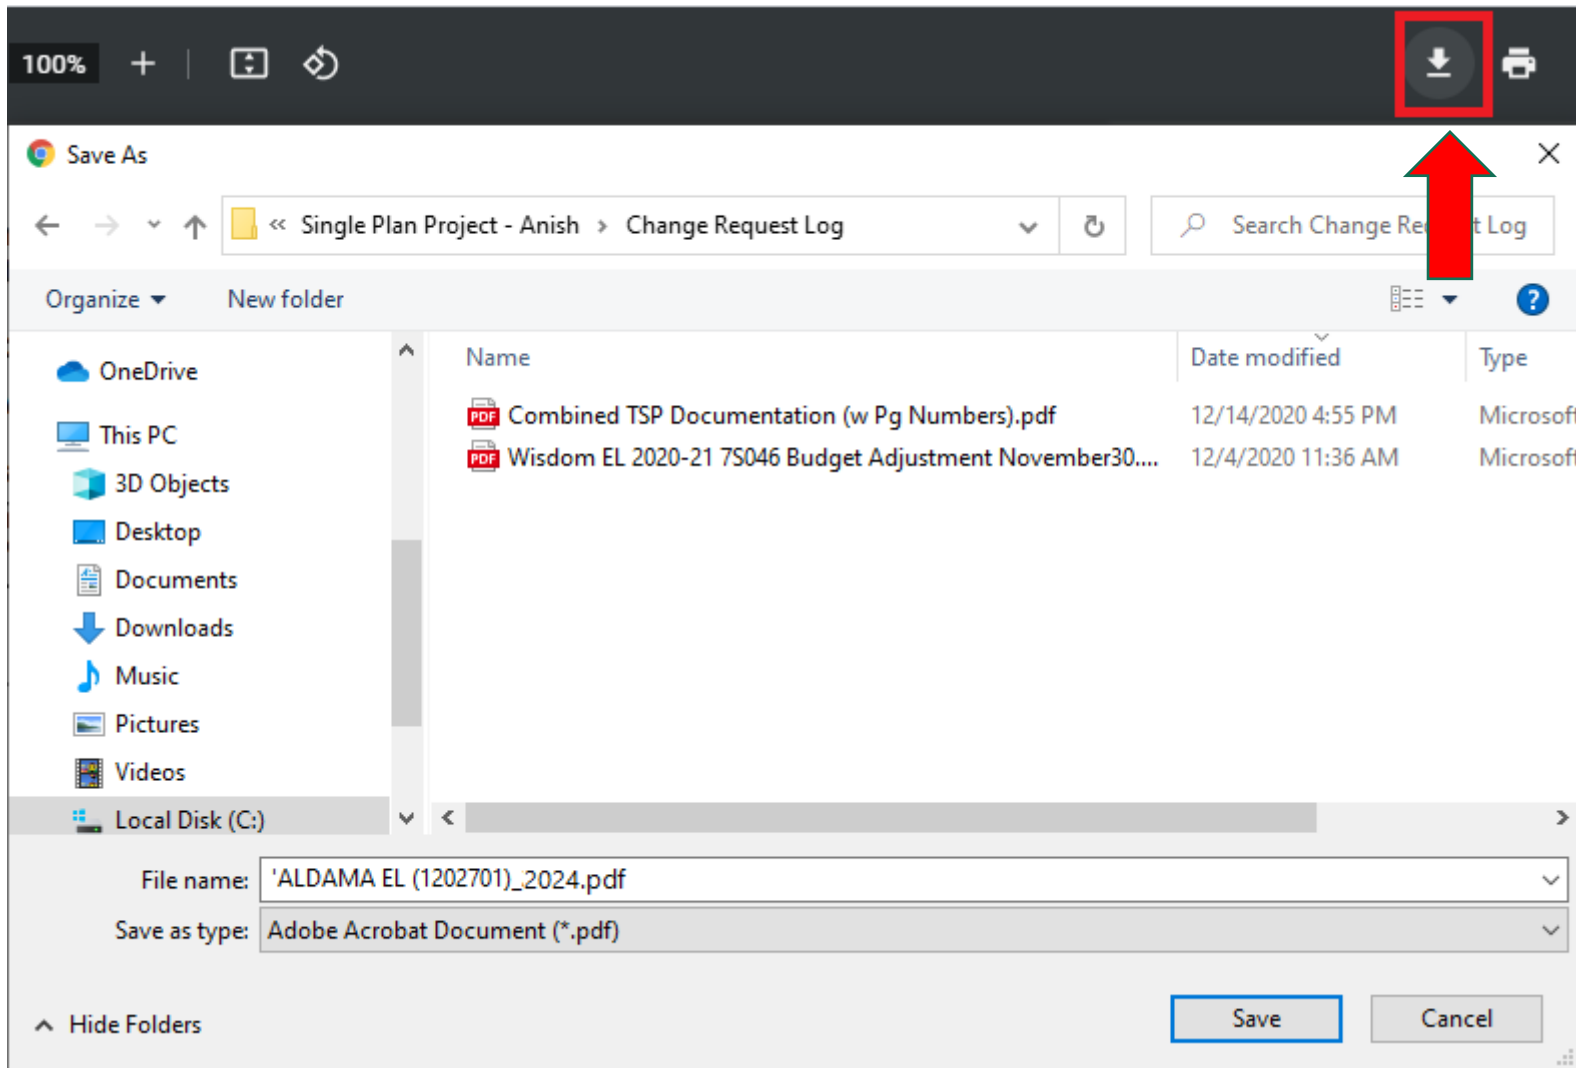 100%
Save As
« Single Plan Project - Anish › Change Request Log
Search Change Re t Log
Organize
New folder
?
Name
Date modified
Type
OneDrive
This PC
3D Objects
Desktop
Documents
Downloads
Music
Pictures
Videos
Local Disk (C:)
PDF Combined TSP Documentation (w Pg Numbers).pdf 12/14/2020 4:55 PM Microsoft
PDF Wisdom EL 2020-21 7S046 Budget Adjustment November30.... 12/4/2020 11:36 AM Microsoft
File name: 'ALDAMA EL (1202701)_2024.pdf
Save as type: Adobe Acrobat Document (*.pdf)
Hide Folders
Save
Cancel